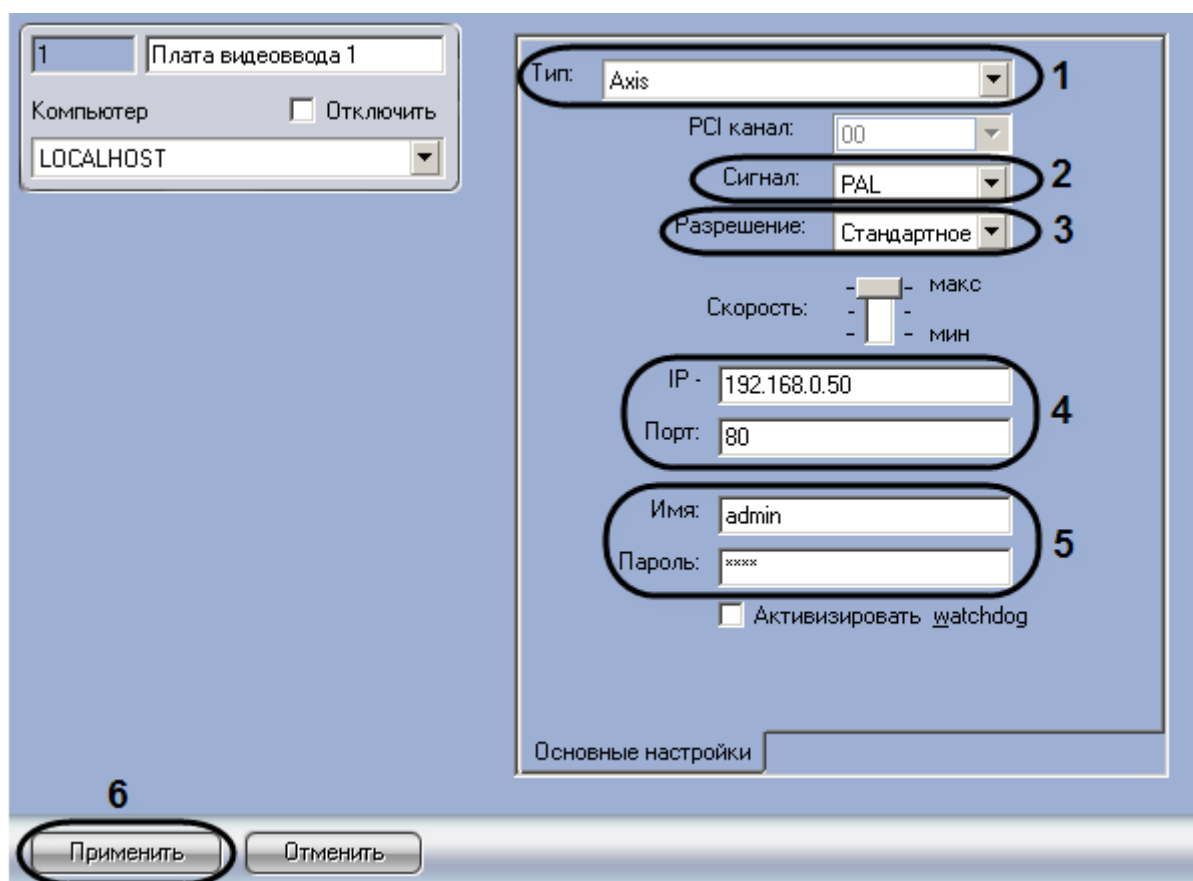 1 Плата видеоввода 1
Компьютер Отключить
LOCALHOST
Тип: Axis 1
PCI канал: 00
Сигнал: PAL 2
Разрешение: Стандартное 3
Скорость: макс
мин
IP - 192.168.0.50
Порт: 80
4
Имя: admin
Пароль: ××××
5
Активизировать watchdog
Основные настройки
6
Применить Отменить